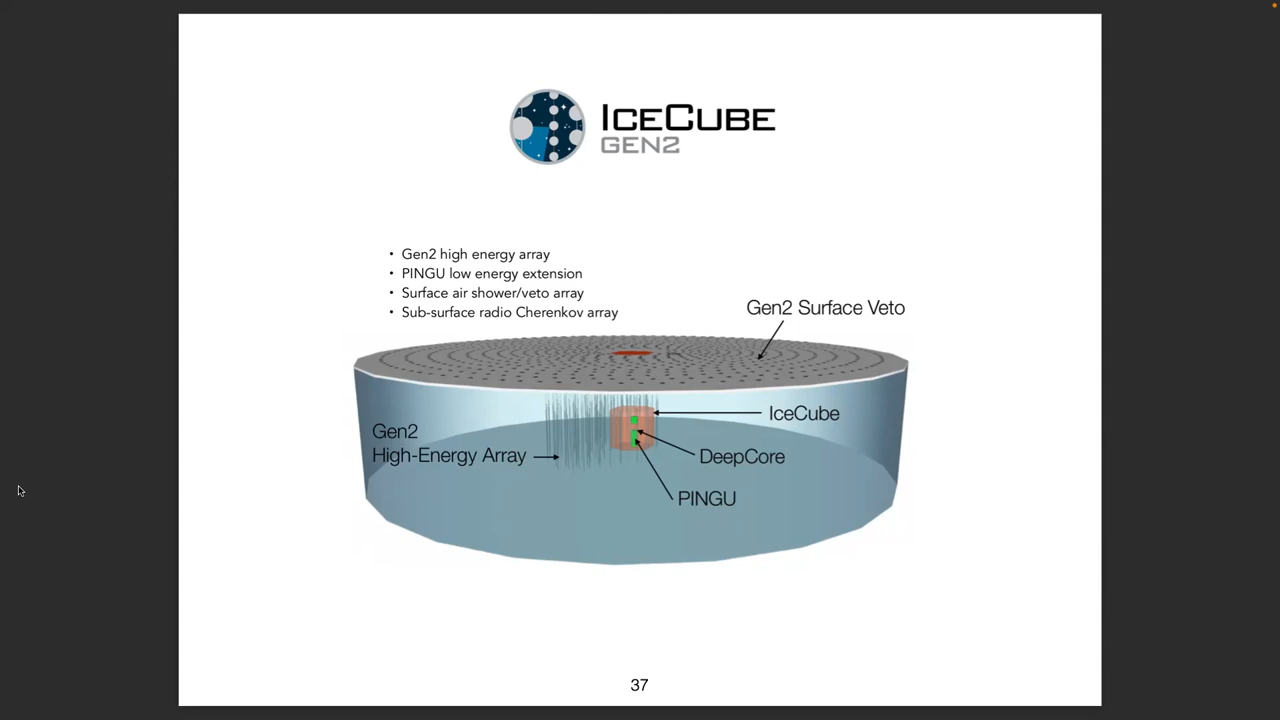 ICECUBE
GEN2
• Gen2 high energy array
• PINGU low energy extension
• Surface air shower/veto array
• Sub-surface radio Cherenkov array
Gen2 Surface Veto
IceCube
Gen2
High-Energy Array
DeepCore
PINGU
37